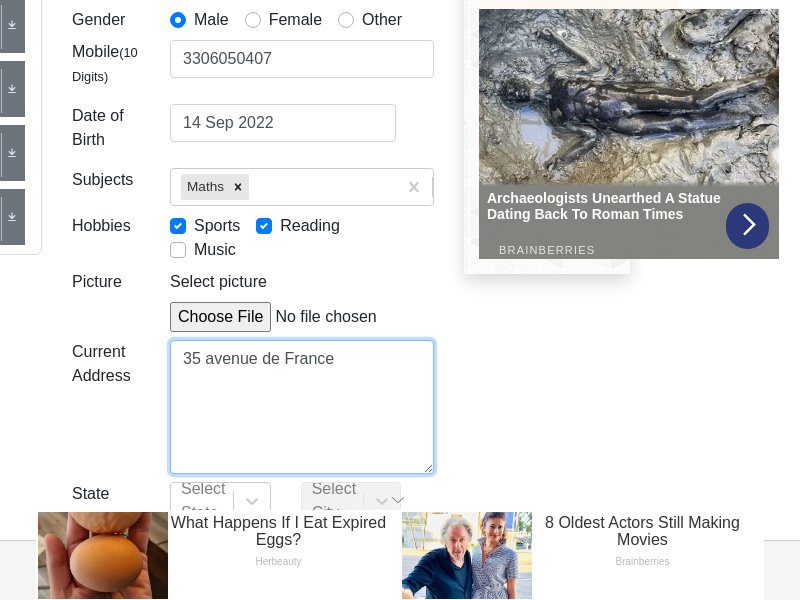 Gender
Male
Female
Other
Mobile(10 Digits)
3306050407
Date of Birth
14 Sep 2022
Subjects
Maths
Hobbies
Sports
Reading
Music
Picture
Select picture
Choose File No file chosen
Current Address
35 avenue de France
State
Select State
Select City
Archaeologists Unearthed A Statue
Dating Back To Roman Times
BRAINBERRIES
What Happens If I Eat Expired
Eggs?
Herbeauty
8 Oldest Actors Still Making
Movies
Brainberries